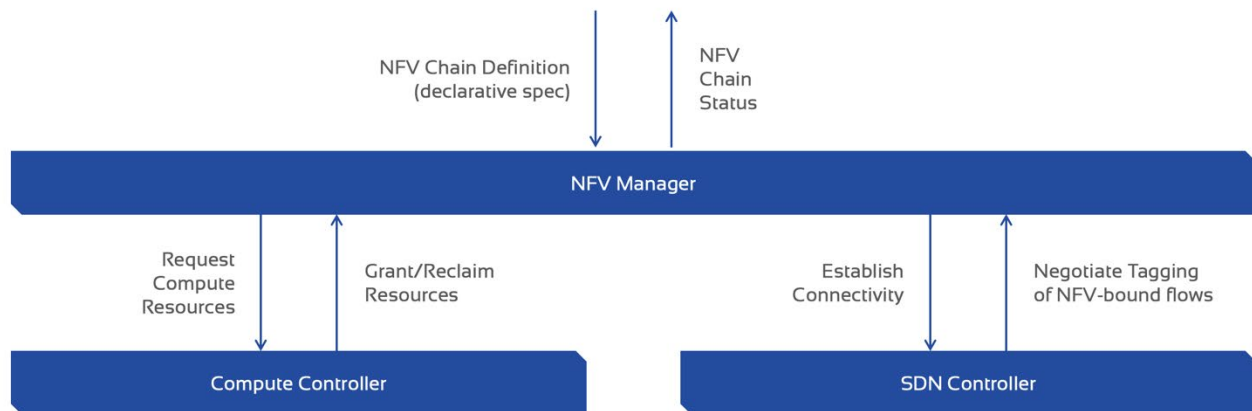 NFV Chain Definition
(declarative spec)
NFV
Chain
Status
NFV Manager
Request
Compute
Resources
Grant/Reclaim
Resources
Establish
Connectivity
Negotiate Tagging
of NFV-bound flows
Compute Controller
SDN Controller